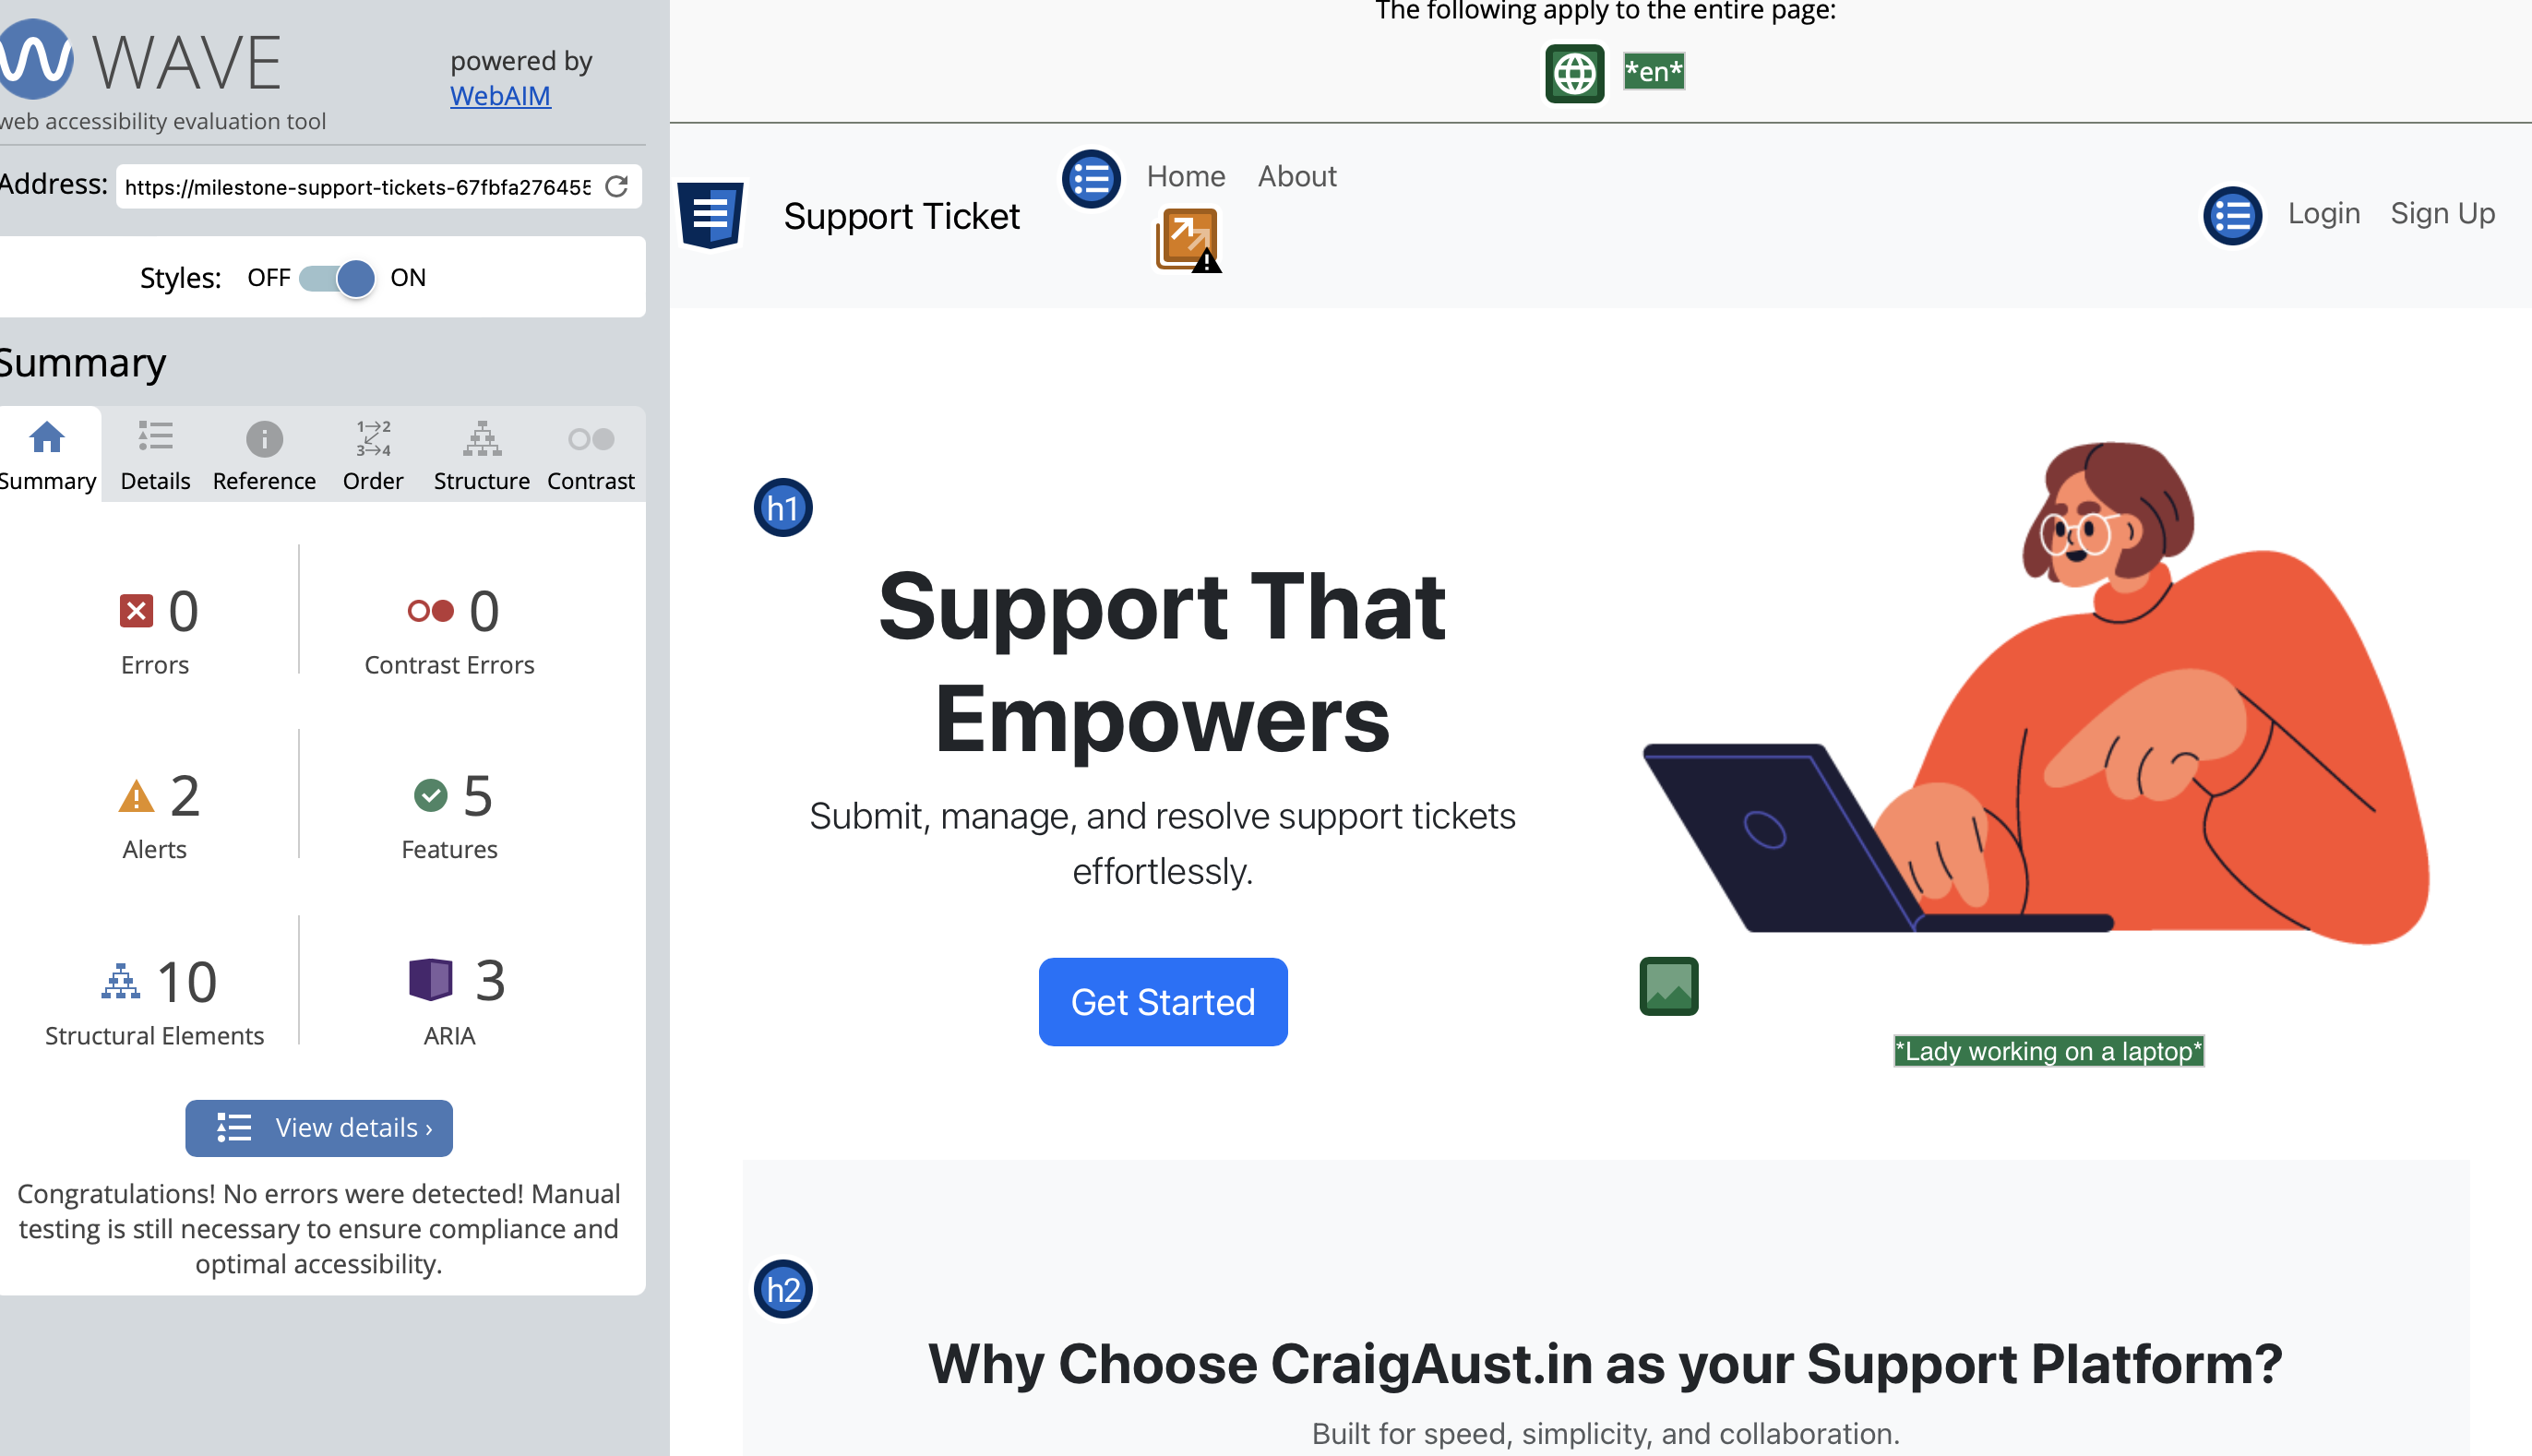 WAVE
powered by
WebAIM
web accessibility evaluation tool
Address: https://milestone-support-tickets-67fbfa276455
Styles: OFF ON
Summary
Summary Details Reference Order Structure Contrast
1→2
3→4
0 0
Errors Contrast Errors
2 5
Alerts Features
10 3
Structural Elements ARIA
View details ›
Congratulations! No errors were detected! Manual
testing is still necessary to ensure compliance and
optimal accessibility.
The following apply to the entire page:
*en*
Support Ticket Home About Login Sign Up
h1
Support That
Empowers
Submit, manage, and resolve support tickets
effortlessly.
Get Started
*Lady working on a laptop*
h2
Why Choose CraigAust.in as your Support Platform?
Built for speed, simplicity, and collaboration.